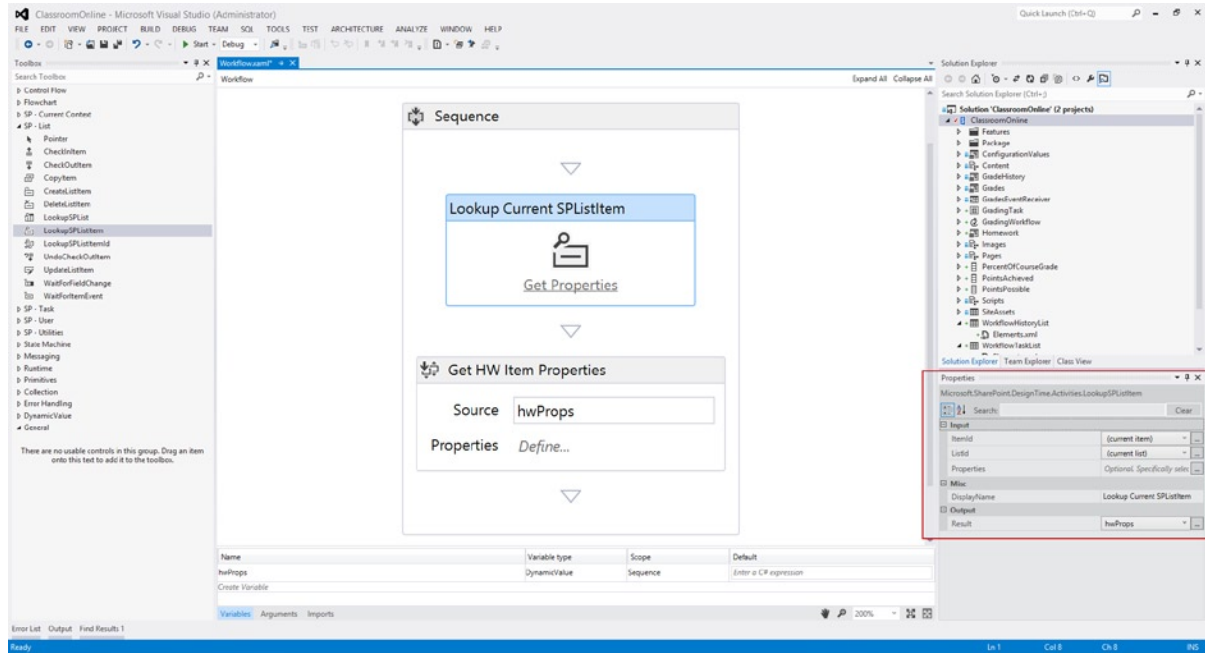 ClassroomOnline - Microsoft Visual Studio (Administrator)
Quick Launch (Ctrl+Q)
FILE EDIT VIEW PROJECT BUILD DEBUG TEAM SQL TOOLS TEST ARCHITECTURE ANALYZE WINDOW HELP
Start Debug
Toolbox
Search Toolbox
Control Flow
Flowchart
SP - Current Context
SP - List
Pointer
CheckInItem
CheckOutItem
CopyItem
CreateListItem
DeleteListItem
LookupSPList
LookupSPListItem
LookupSPListItemId
UndoCheckOutItem
UpdateListItem
WaitForFieldChange
WaitForItemEvent
SP - Task
SP - User
SP - Utilities
State Machine
Messaging
Runtime
Primitives
Collection
Error Handling
DynamicValue
General
There are no usable controls in this group. Drag an item
onto this text to add it to the toolbox.
Workflow.xaml*
Workflow
Expand All Collapse All
Sequence
Lookup Current SPListItem
Get Properties
Get HW Item Properties
Source hwProps
Properties Define...
Name Variable type Scope Default
hwProps DynamicValue Sequence Enter a C# expression
Create Variable
Variables Arguments Imports
200%
Solution Explorer
Search Solution Explorer (Ctrl+;)
Solution 'ClassroomOnline' (2 projects)
ClassroomOnline
Features
Package
ConfigurationValues
Content
GradeHistory
Grades
GradesEventReceiver
GradingTask
GradingWorkflow
Homework
Images
Pages
PercentOfCourseGrade
PointsAchieved
PointsPossible
Scripts
SiteAssets
WorkflowHistoryList
Elements.xml
WorkflowTaskList
Solution Explorer Team Explorer Class View
Properties
Microsoft.SharePoint.DesignTime.Activities.LookupSPListItem
Search: Clear
Input
ItemId (current item) ...
ListId (current list) ...
Properties Optional. Specifically selec ...
Misc
DisplayName Lookup Current SPListItem
Output
Result hwProps ...
Error List Output Find Results 1
Ready Ln 1 Col 8 Ch 8 INS